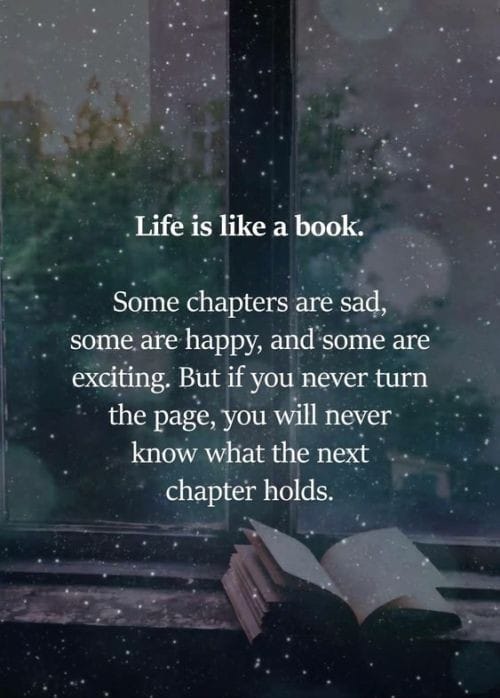 Life is like a book.
Some chapters are sad,
some are happy, and some are
exciting. But if you never turn
the page, you will never
know what the next
chapter holds.